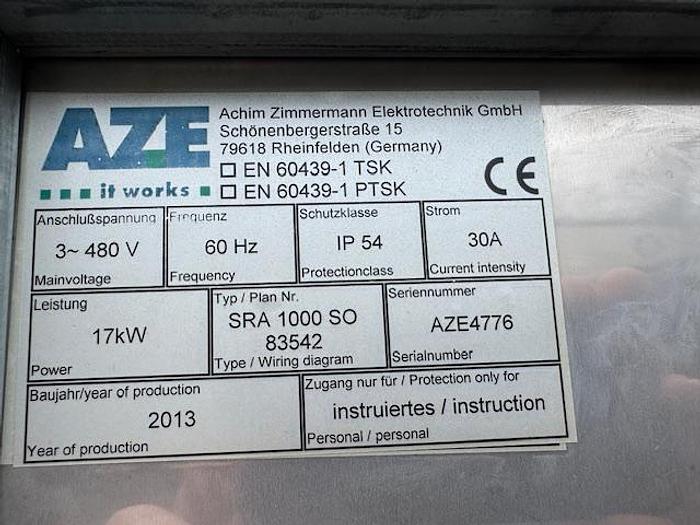 AZE
it works
Achim Zimmermann Elektrotechnik GmbH
Schönenbergerstraße 15
79618 Rheinfelden (Germany)
☐ EN 60439-1 TSK
☐ EN 60439-1 PTSK
CE
Anschlußspannung
3~ 480 V
Mainvoltage
Frequenz
60 Hz
Frequency
Schutzklasse
IP 54
Protectionclass
Strom
30A
Current intensity
Leistung
17kW
Power
Typ / Plan Nr.
SRA 1000 SO
83542
Type / Wiring diagram
Seriennummer
AZE4776
Serialnumber
Baujahr/year of production
2013
Year of production
Zugang nur für / Protection only for
instruiertes / instruction
Personal / personal